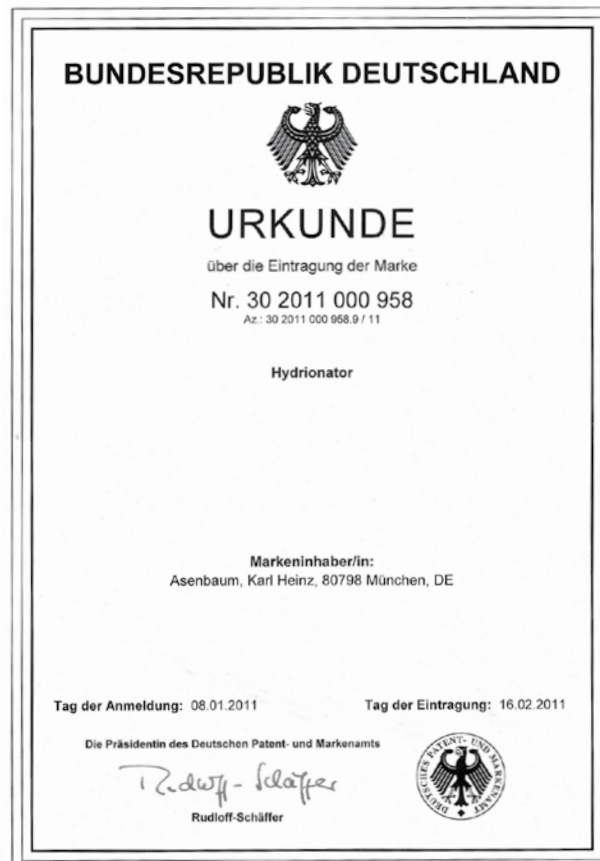 BUNDESREPUBLIK DEUTSCHLAND
URKUNDE
über die Eintragung der Marke
Nr. 30 2011 000 958
Az.: 30 2011 000 958.9 / 11
Hydrionator
Markeninhaber/in:
Asenbaum, Karl Heinz, 80798 München, DE
Tag der Anmeldung: 08.01.2011 Tag der Eintragung: 16.02.2011
Die Präsidentin des Deutschen Patent- und Markenamts
Rudloff-Schäffer
Rudloff-Schäffer
DEUTSCHES PATENT- UND MARKENAMT